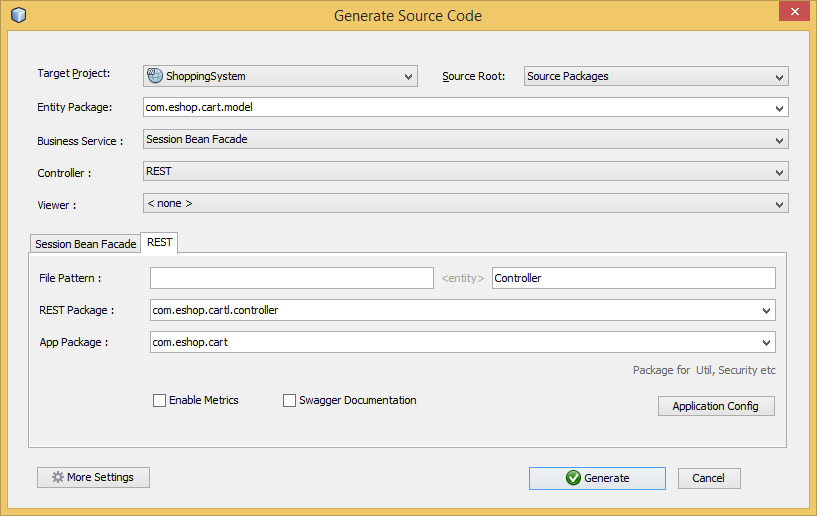 Generate Source Code
Target Project: ShoppingSystem Source Root: Source Packages
Entity Package: com.eshop.cart.model
Business Service : Session Bean Facade
Controller : REST
Viewer : < none >
Session Bean Facade REST
File Pattern : <entity> Controller
REST Package : com.eshop.cartl.controller
App Package : com.eshop.cart
Package for Util, Security etc
Enable Metrics Swagger Documentation
Application Config
More Settings Generate Cancel